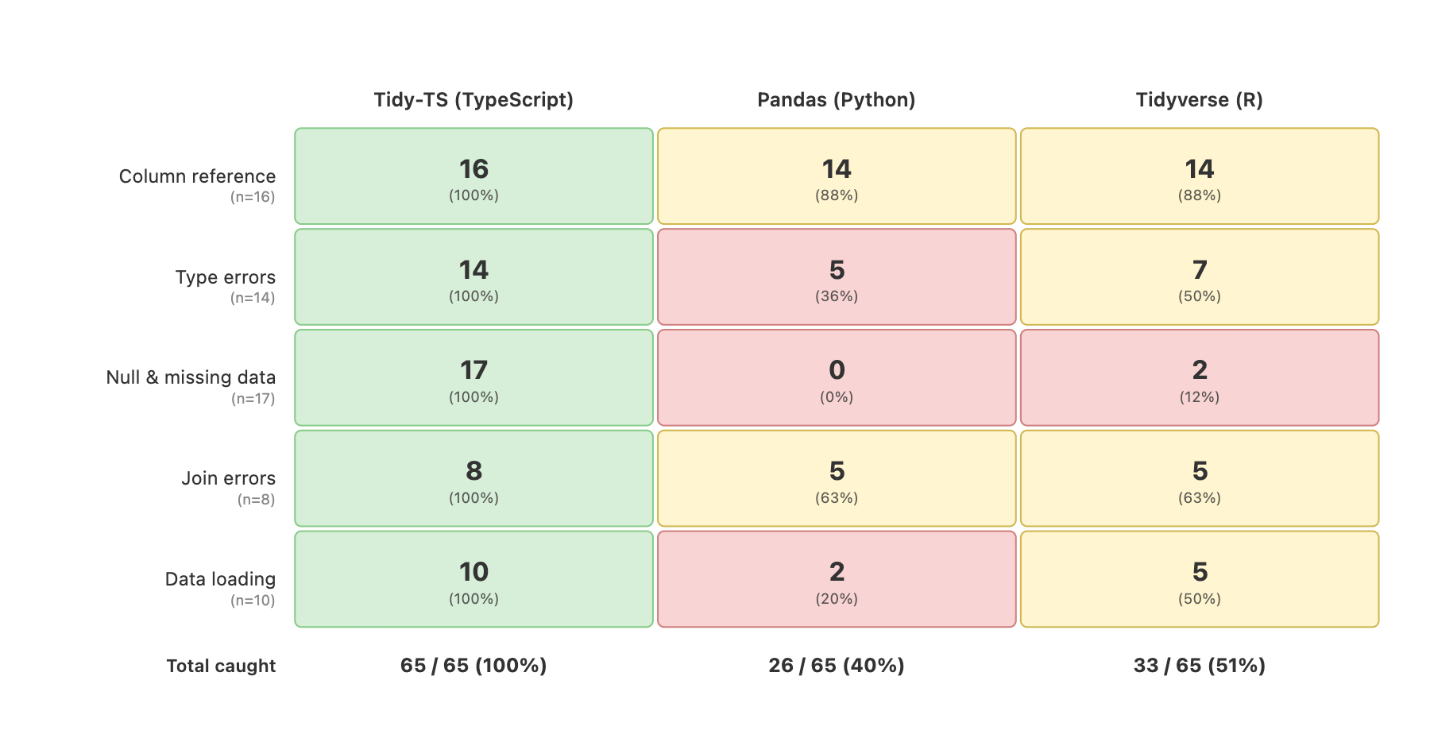 Tidy-TS (TypeScript) Pandas (Python) Tidyverse (R)
Column reference 16 14 14
(n=16) (100%) (88%) (88%)
Type errors 14 5 7
(n=14) (100%) (36%) (50%)
Null & missing data 17 0 2
(n=17) (100%) (0%) (12%)
Join errors 8 5 5
(n=8) (100%) (63%) (63%)
Data loading 10 2 5
(n=10) (100%) (20%) (50%)
Total caught 65 / 65 (100%) 26 / 65 (40%) 33 / 65 (51%)